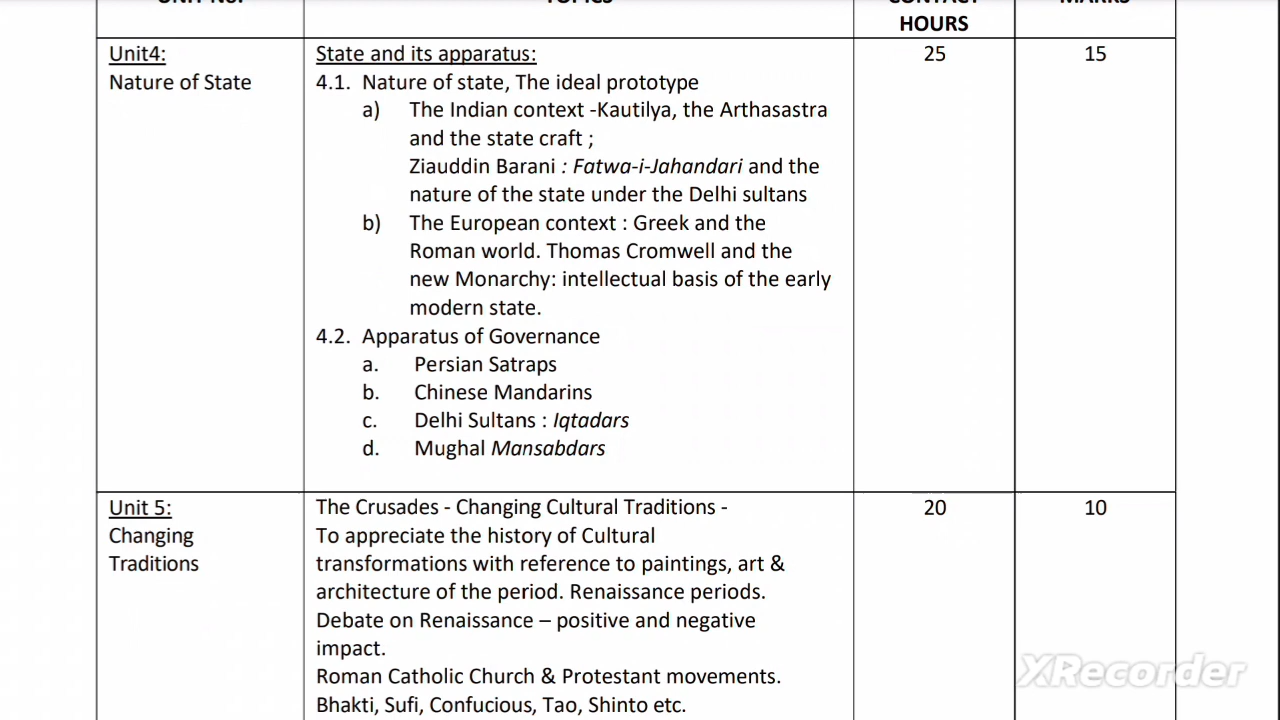 UNIT NOS. TOPICS CONTACT MARKS
HOURS
Unit4: State and its apparatus: 25 15
Nature of State 4.1. Nature of state, The ideal prototype
a) The Indian context -Kautilya, the Arthasastra
and the state craft ;
Ziauddin Barani : Fatwa-i-Jahandari and the
nature of the state under the Delhi sultans
b) The European context : Greek and the
Roman world. Thomas Cromwell and the
new Monarchy: intellectual basis of the early
modern state.
4.2. Apparatus of Governance
a. Persian Satraps
b. Chinese Mandarins
c. Delhi Sultans : Iqtadars
d. Mughal Mansabdars
Unit 5: The Crusades - Changing Cultural Traditions - 20 10
Changing To appreciate the history of Cultural
Traditions transformations with reference to paintings, art &
architecture of the period. Renaissance periods.
Debate on Renaissance – positive and negative
impact.
Roman Catholic Church & Protestant movements.
Bhakti, Sufi, Confucious, Tao, Shinto etc.
XRecorder